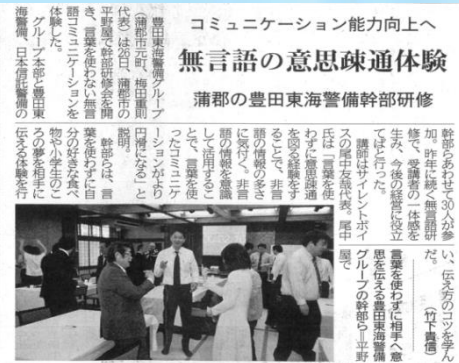 コミュニケーション能力向上へ
無言語の意思疎通体験
蒲郡の豊田東海警備幹部研修
豊田東海警備グループ
（蒲郡市元町、梅田重則
代表）は26日、蒲郡市の
平野屋で幹部研修会を開
き、言葉を使わない無言
語コミュニケーションを
体験した。
グループ本部と豊田東
海警備、日本信託警備の
幹部らあわせて30人が参
加。昨年に続く無言語研
修で、受講者の一体感を
生み、今後の経営に役立
てばと行った。
講師はサイレントボイ
スの尾中友哉代表。尾中
氏は「言葉を使
わずに意思疎通
を図る経験をす
ることで、非言
語の情報の多さ
に気付く。非言
語の情報を意識
して活用するこ
とで、言葉を使
ったコミュニケ
ーションがより
円滑になる」と
説明。
幹部らは、言
葉を使わずに自
分の好きな食べ
物や小学生のこ
ろの夢を相手に
伝える体験を行
い、伝え方のコツを学ん
だ。
（竹下貴信）
言葉を使わずに相手へ意
思を伝える豊田東海警備
グループの幹部ら＝平野
屋で